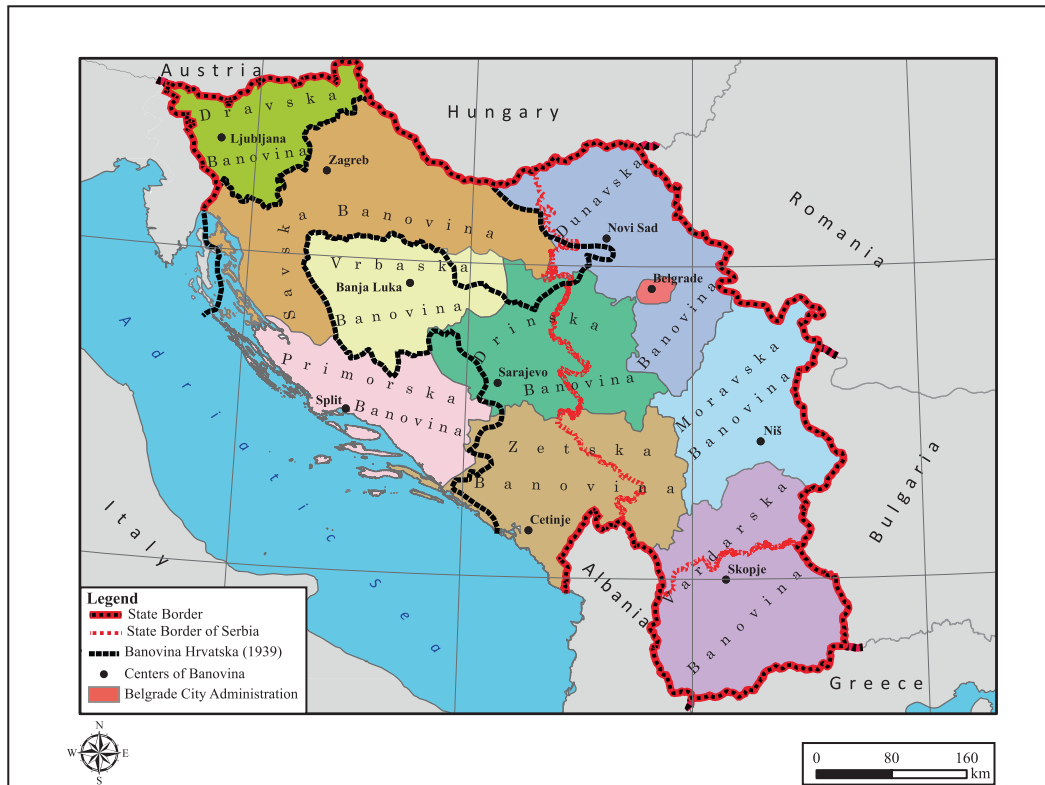 Austria
Hungary
Romania
Bulgaria
Greece
Albania
Italy
Adriatic Sea
Dravska
Banovina
Ljubljana
Zagreb
Savska
Banovina
Vrbaska
Banovina
Banja Luka
Dunavska
Banovina
Novi Sad
Belgrade
Drinska
Banovina
Sarajevo
Primorska
Banovina
Split
Zetska
Banovina
Cetinje
Moravska
Banovina
Niš
Vardarska
Banovina
Skopje
Legend
State Border
State Border of Serbia
Banovina Hrvatska (1939)
Centers of Banovina
Belgrade City Administration
N
W E
S
0 80 160
km